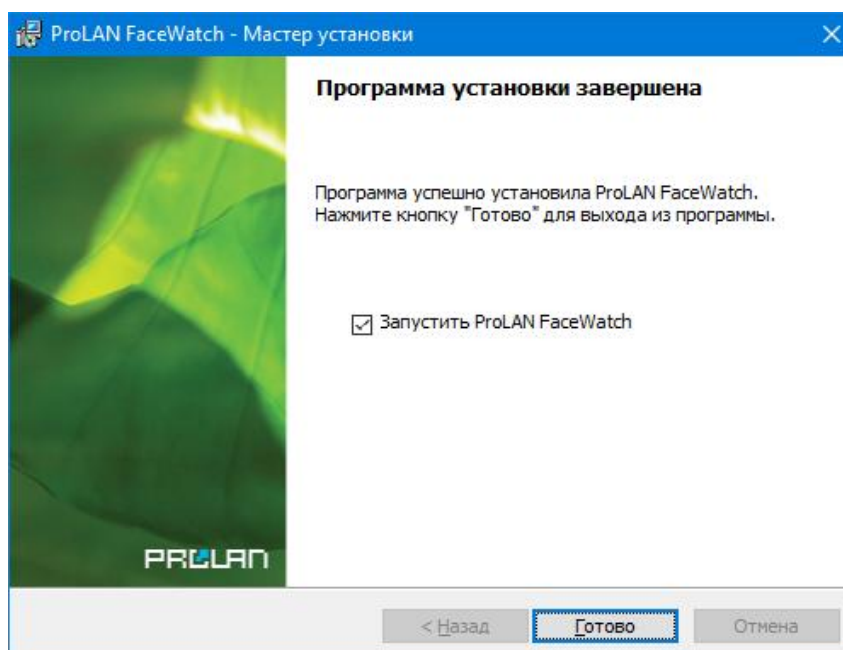 ProLAN FaceWatch - Мастер установки
Программа установки завершена
Программа успешно установила ProLAN FaceWatch.
Нажмите кнопку "Готово" для выхода из программы.
Запустить ProLAN FaceWatch
PROLAN
< Назад
Готово
Отмена